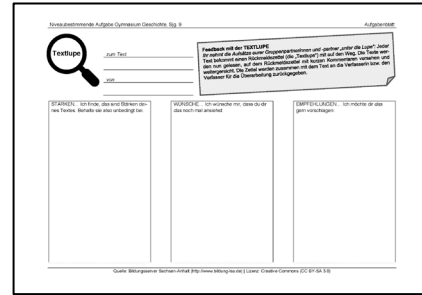 Niveaubestimmende Aufgabe Gymnasium Geschichte, Sjg. 9
Aufgabenblatt
Textlupe
zum Text
von
Feedback mit der TEXTLUPE
Ihr nehmt die Aufsätze eurer Gruppenpartnerinnen und -partner „unter die Lupe“: Jeder
Text bekommt einen Rückmeldezettel (die „Textlupe“) mit auf den Weg. Die Texte wer-
den nun gelesen, auf dem Rückmeldezettel mit kurzen Kommentaren versehen und
weitergereicht. Die Zettel werden zusammen mit dem Text an die Verfasserin bzw. den
Verfasser für die Überarbeitung zurückgegeben.
STÄRKEN... Ich finde, das sind Stärken dei-
nes Textes. Behalte sie also unbedingt bei:
WÜNSCHE... Ich wünsche mir, dass du dir
das noch mal ansiehst:
EMPFEHLUNGEN... Ich möchte dir das
gern vorschlagen:
Quelle: Bildungsserver Sachsen-Anhalt (http://www.bildung-lsa.de) | Lizenz: Creative Commons (CC BY-SA 3.0)